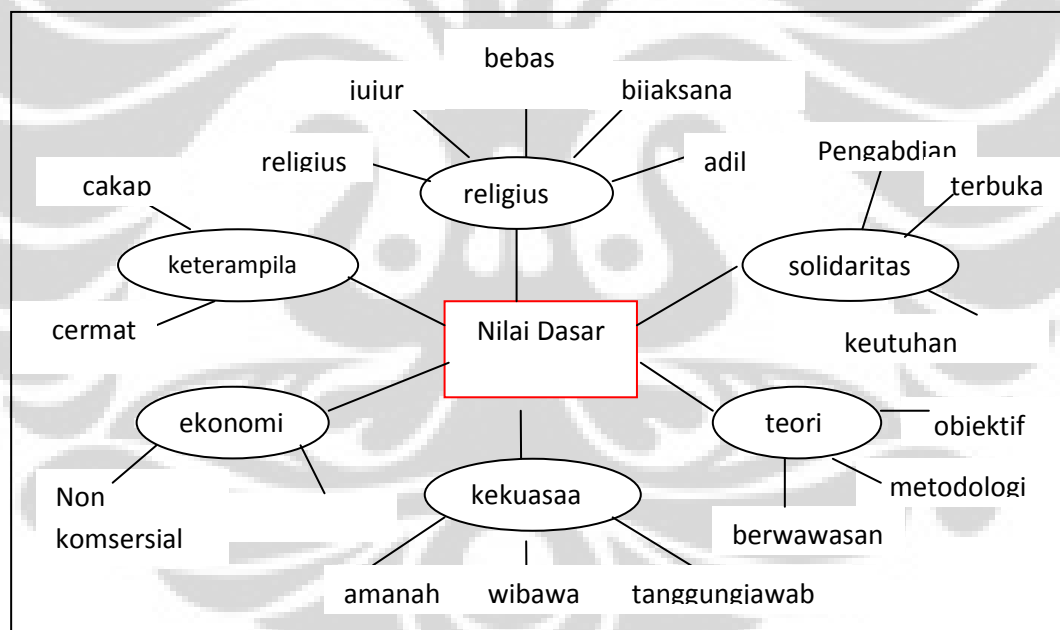 bebas
jujur
bijaksana
religius
adil
religius
Pengabdian
terbuka
cakap
keterampila
solidaritas
cermat
keutuhan
Nilai Dasar
ekonomi
teori
objektif
Non
komsersial
kekuasaa
metodologi
berwawasan
amanah
wibawa
tanggungjawab